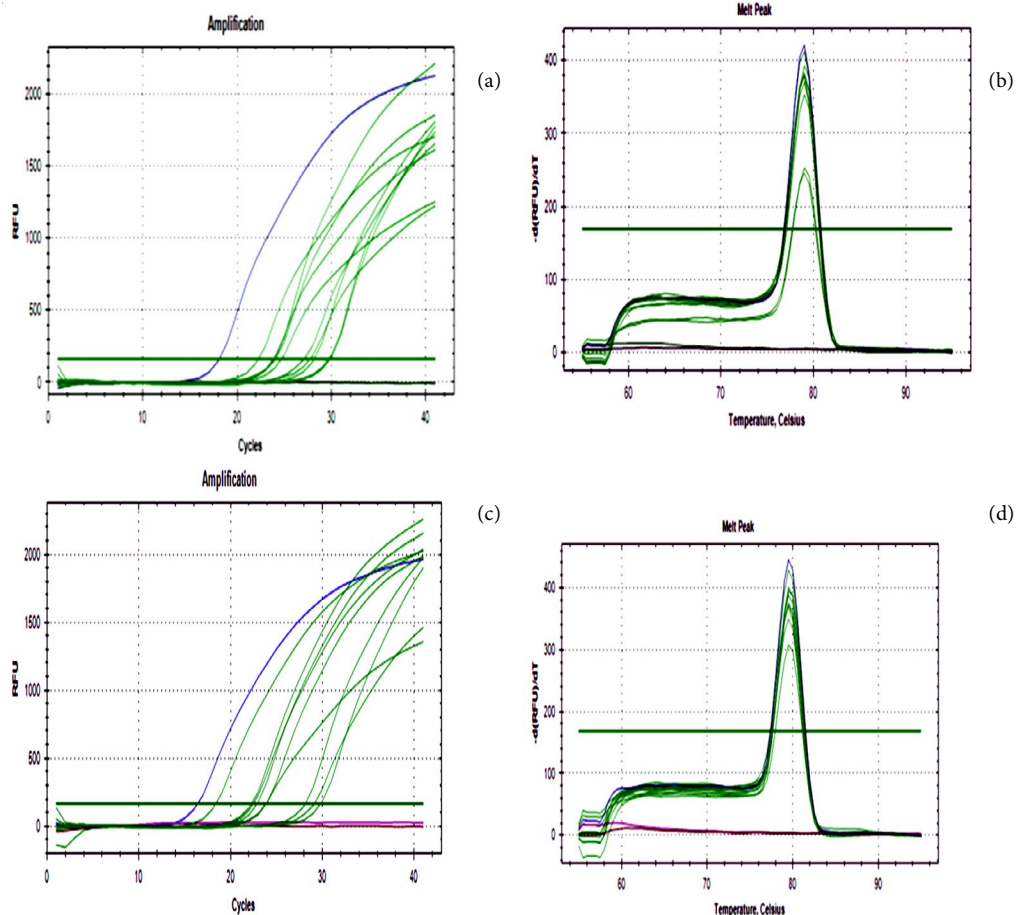 Amplification
(a)
RFU
2000
1500
1000
500
0
0 10 20 30 40
Cycles
Melt Peak
(b)
-d(RFU)/dT
400
300
200
100
0
60 70 80 90
Temperature, Celsius
Amplification
(c)
RFU
2000
1500
1000
500
0
0 10 20 30 40
Cycles
Melt Peak
(d)
-d(RFU)/dT
400
300
200
100
0
60 70 80 90
Temperature, Celsius